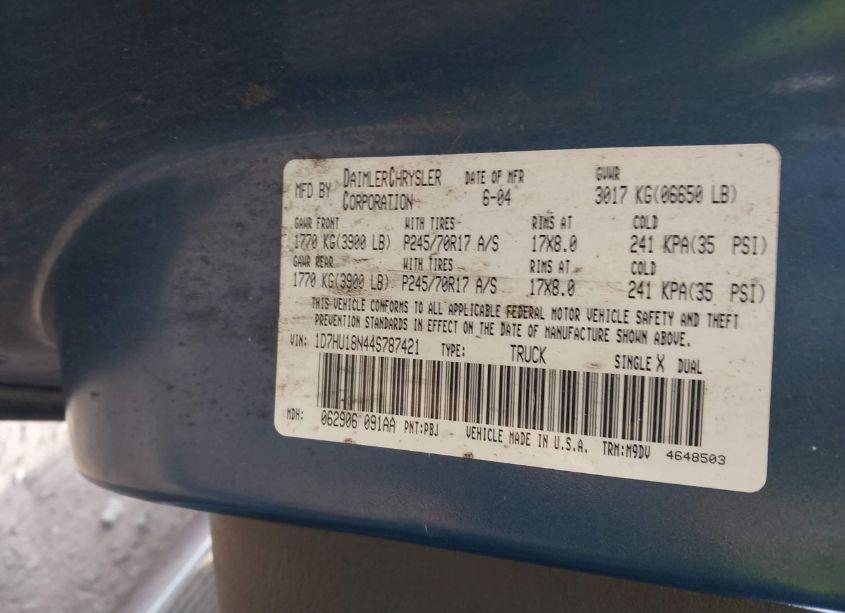 MFD BY DAIMLERCHRYSLER CORPORATION DATE OF MFR 6-04 GVWR 3017 KG(06650 LB)
GAWR FRONT WITH TIRES RIMS AT COLD
1770 KG(3900 LB) P245/70R17 A/S 17X8.0 241 KPA(35 PSI)
GAWR REAR WITH TIRES RIMS AT COLD
1770 KG(3900 LB) P245/70R17 A/S 17X8.0 241 KPA(35 PSI)
THIS VEHICLE CONFORMS TO ALL APPLICABLE FEDERAL MOTOR VEHICLE SAFETY AND THEFT
PREVENTION STANDARDS IN EFFECT ON THE DATE OF MANUFACTURE SHOWN ABOVE.
VIN: 1D7HU18N44S787421 TYPE: TRUCK SINGLE X DUAL
MDH: 062906 091AA PNT:PBJ VEHICLE MADE IN U.S.A. TRM:M9DV 4648503